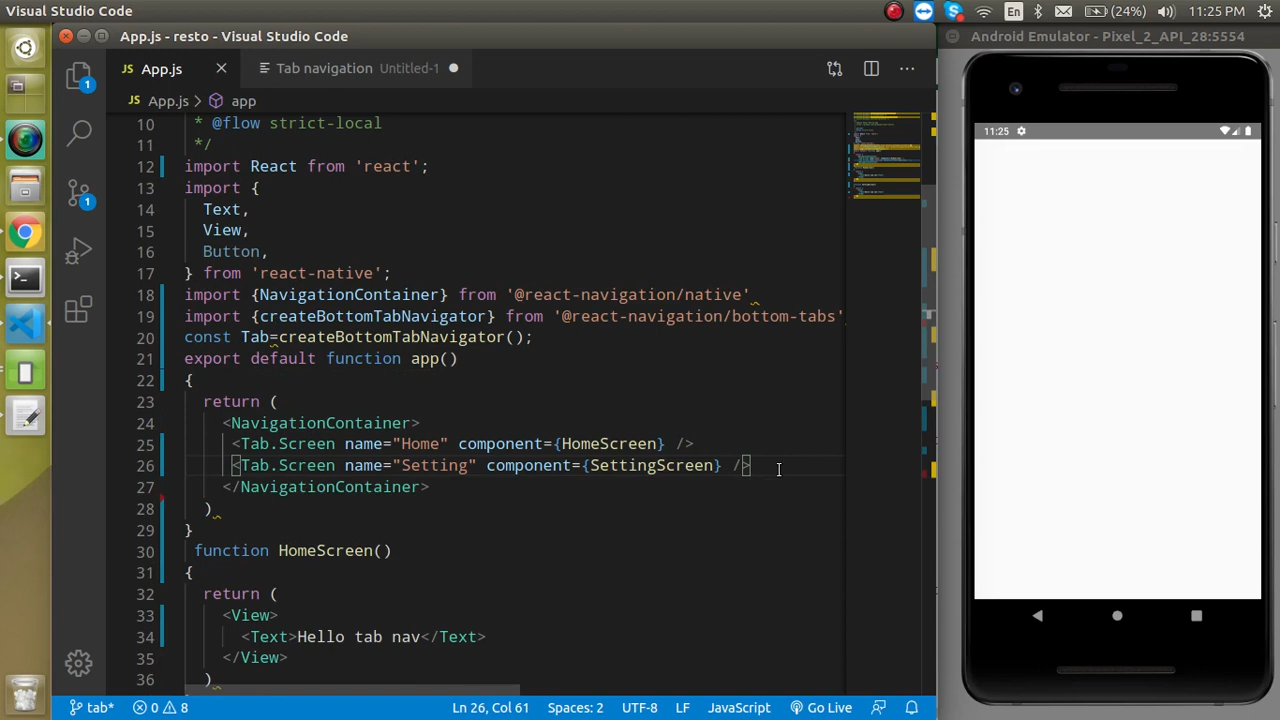 Visual Studio Code
En
(24%)
11:25 PM
App.js - resto - Visual Studio Code
Android Emulator - Pixel_2_API_28:5554
JS App.js
Tab navigation Untitled-1
JS App.js > app
10 * @flow strict-local
11 */
12 import React from 'react';
13 import {
14 Text,
15 View,
16 Button,
17 } from 'react-native';
18 import {NavigationContainer} from '@react-navigation/native'
19 import {createBottomTabNavigator} from '@react-navigation/bottom-tabs'
20 const Tab=createBottomTabNavigator();
21 export default function app()
22 {
23 return (
24 <NavigationContainer>
25 <Tab.Screen name="Home" component={HomeScreen} />
26 <Tab.Screen name="Setting" component={SettingScreen} />
27 </NavigationContainer>
28 )
29 }
30 function HomeScreen()
31 {
32 return (
33 <View>
34 <Text>Hello tab nav</Text>
35 </View>
36 )
1
1
11:25
tab* 0 8 Ln 26, Col 61 Spaces: 2 UTF-8 LF JavaScript Go Live